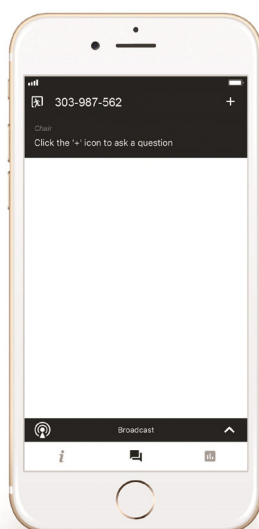 303-987-562 +
Chair
Click the '+' icon to ask a question
Broadcast
i